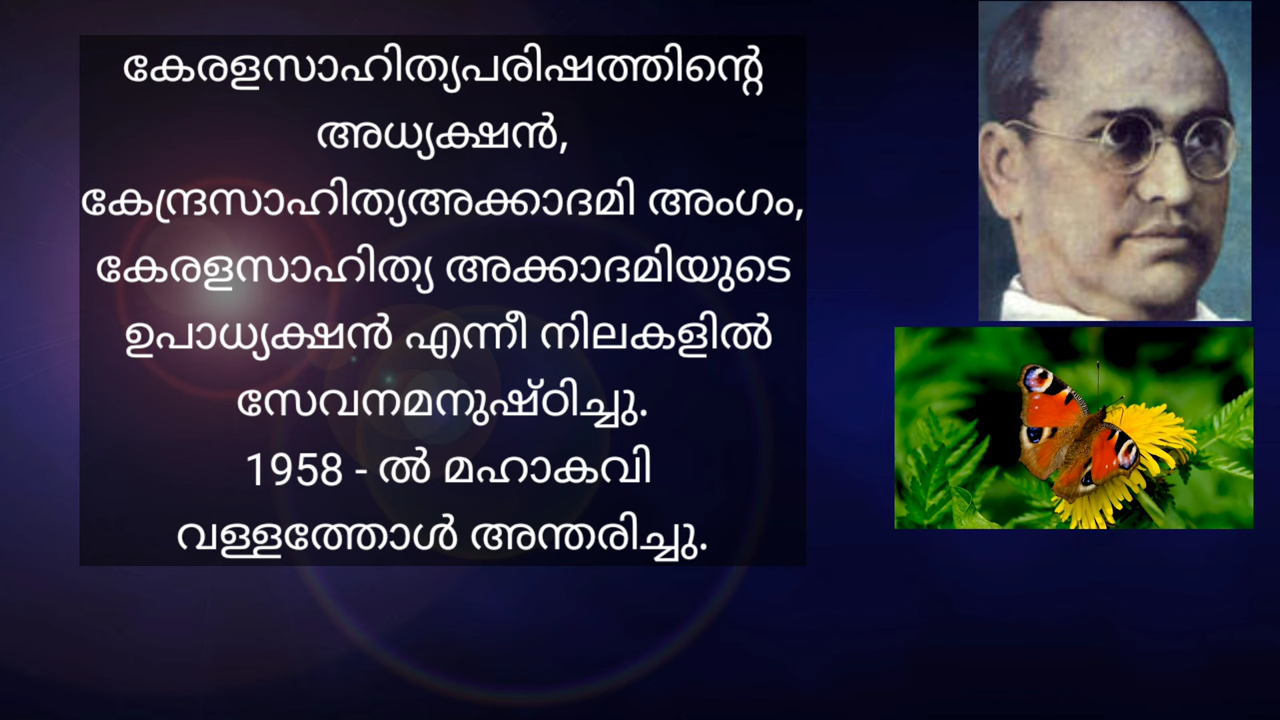 കേരളസാഹിത്യപരിഷത്തിന്റെ
അധ്യക്ഷൻ,
കേന്ദ്രസാഹിത്യഅക്കാദമി അംഗം,
കേരളസാഹിത്യ അക്കാദമിയുടെ
ഉപാധ്യക്ഷൻ എന്നീ നിലകളിൽ
സേവനമനുഷ്ഠിച്ചു.
1958 - ൽ മഹാകവി
വള്ളത്തോൾ അന്തരിച്ചു.